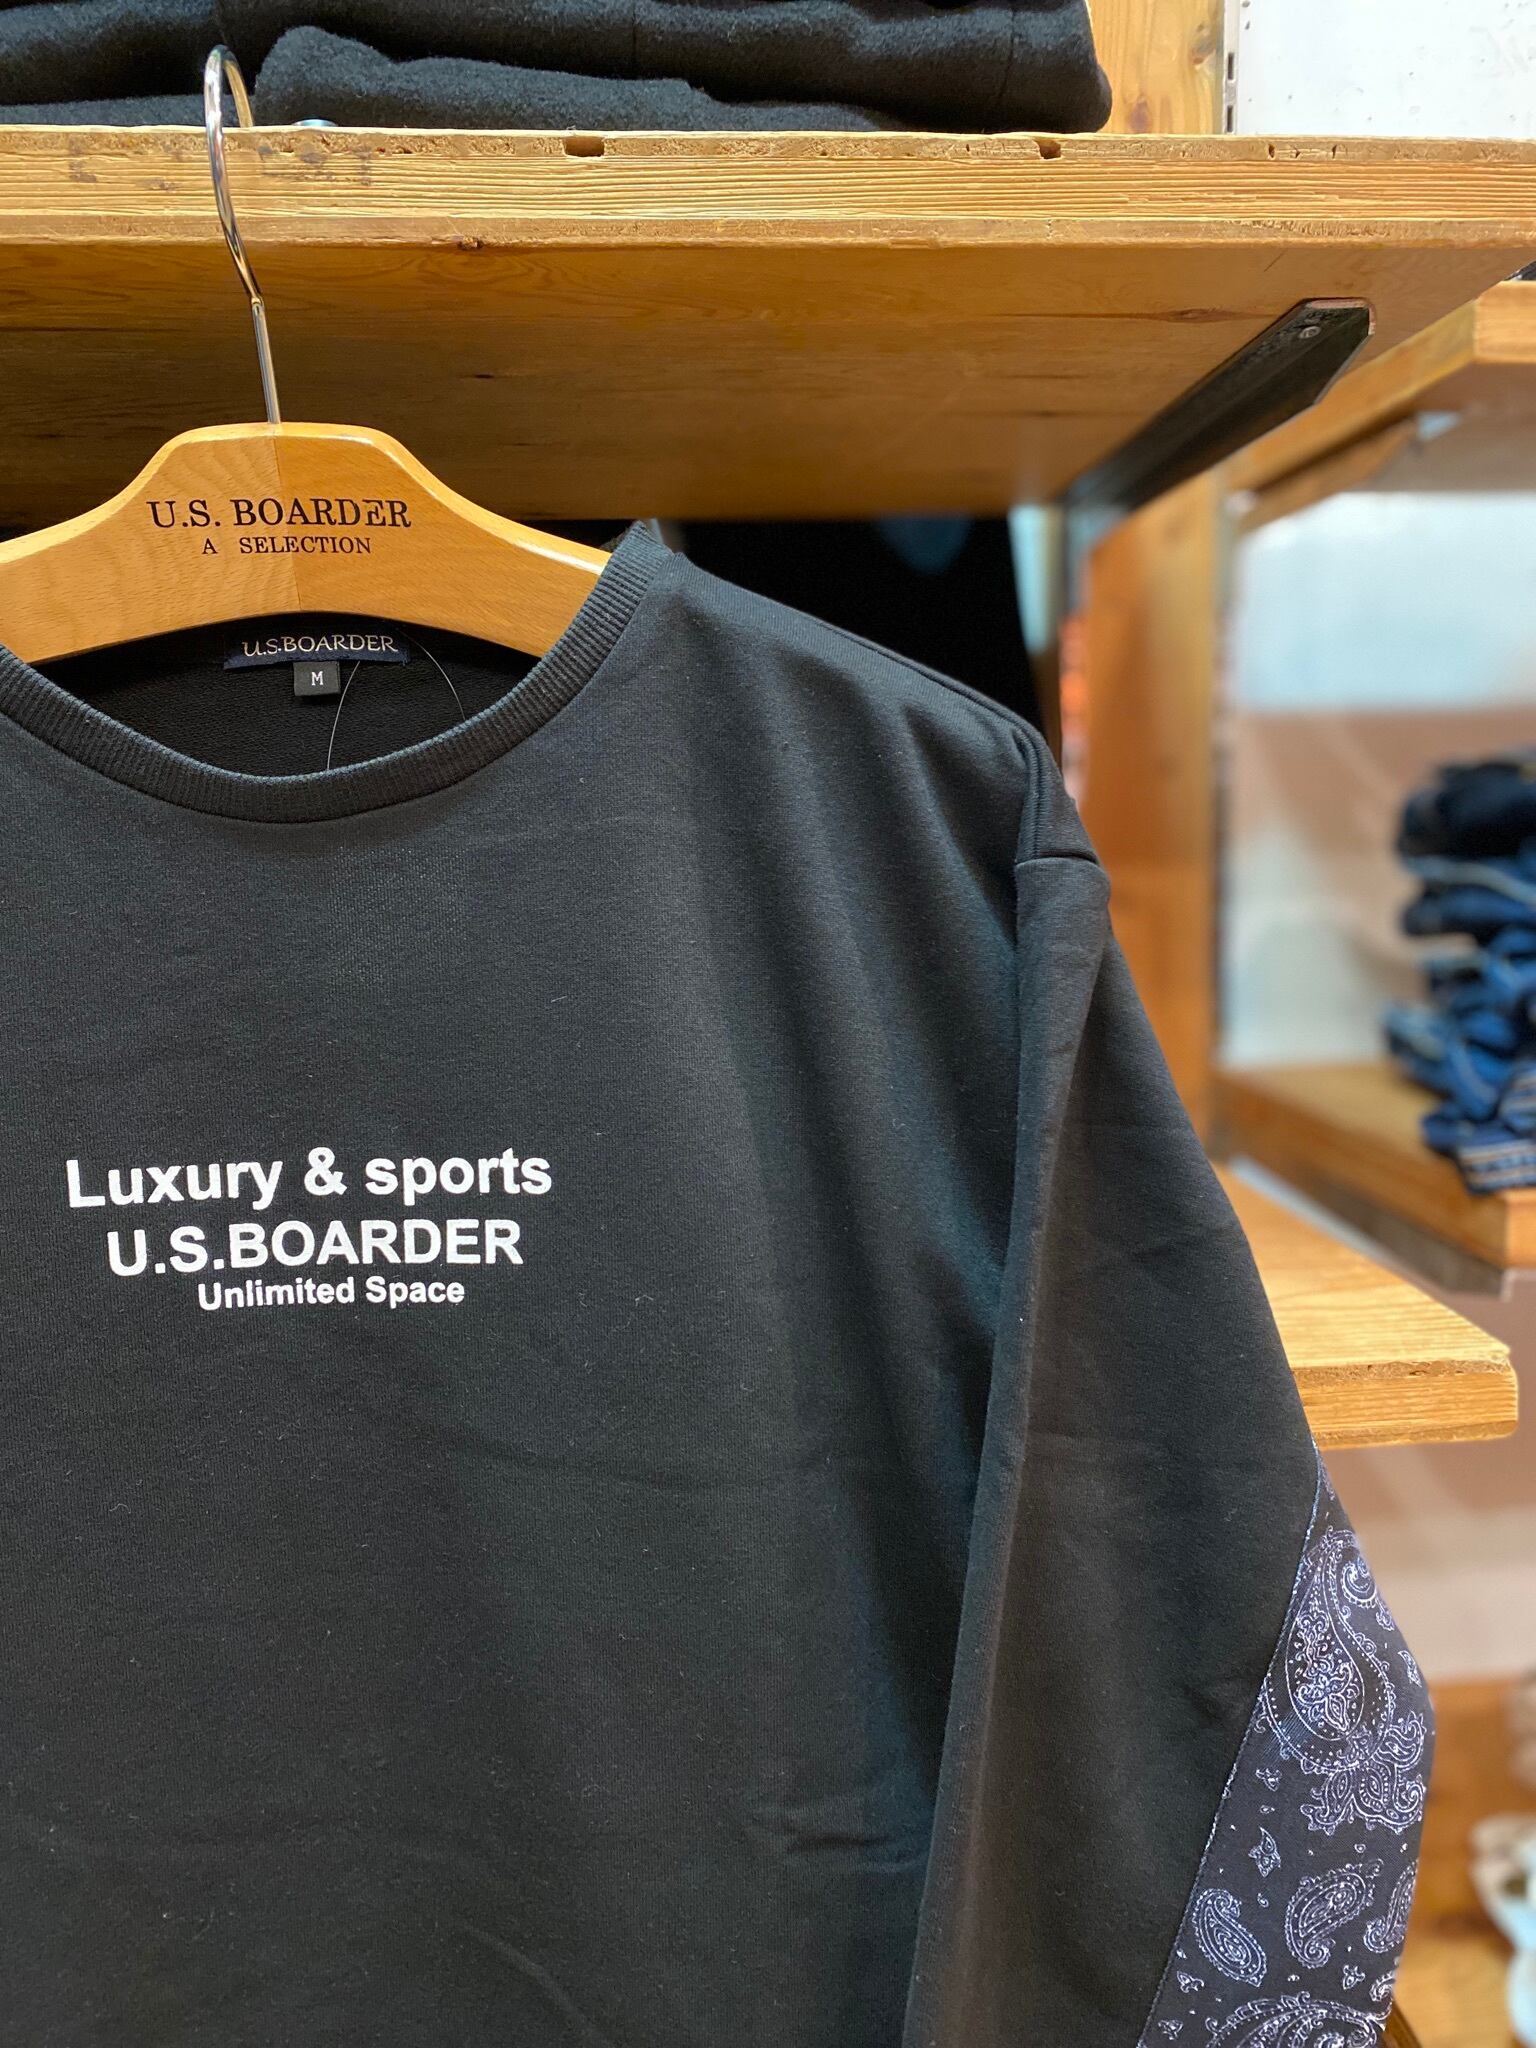 U.S. BOARDER
A SELECTION
U.S.BOARDER
M
Luxury & sports
U.S.BOARDER
Unlimited Space